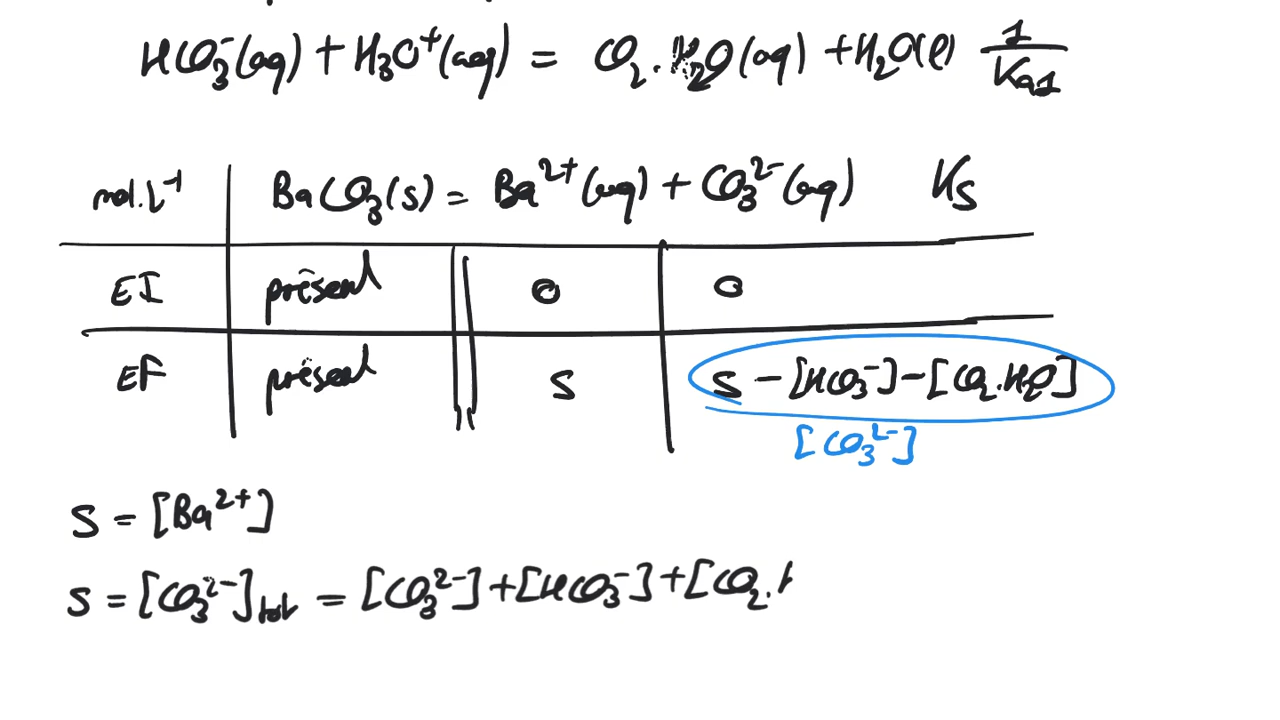 HCO₃⁻(aq) + H₃O⁺(aq) = CO₂.H₂O(aq) + H₂O(l) 1/Ka1
mol.L⁻¹ BaCO₃(s) = Ba²⁺(aq) + CO₃²⁻(aq) Ks
EI présent 0 0
EF présent s s - [HCO₃⁻] - [CO₂.H₂O]
[CO₃²⁻]
s = [Ba²⁺]
s = [CO₃²⁻]tot = [CO₃²⁻] + [HCO₃⁻] + [CO₂.